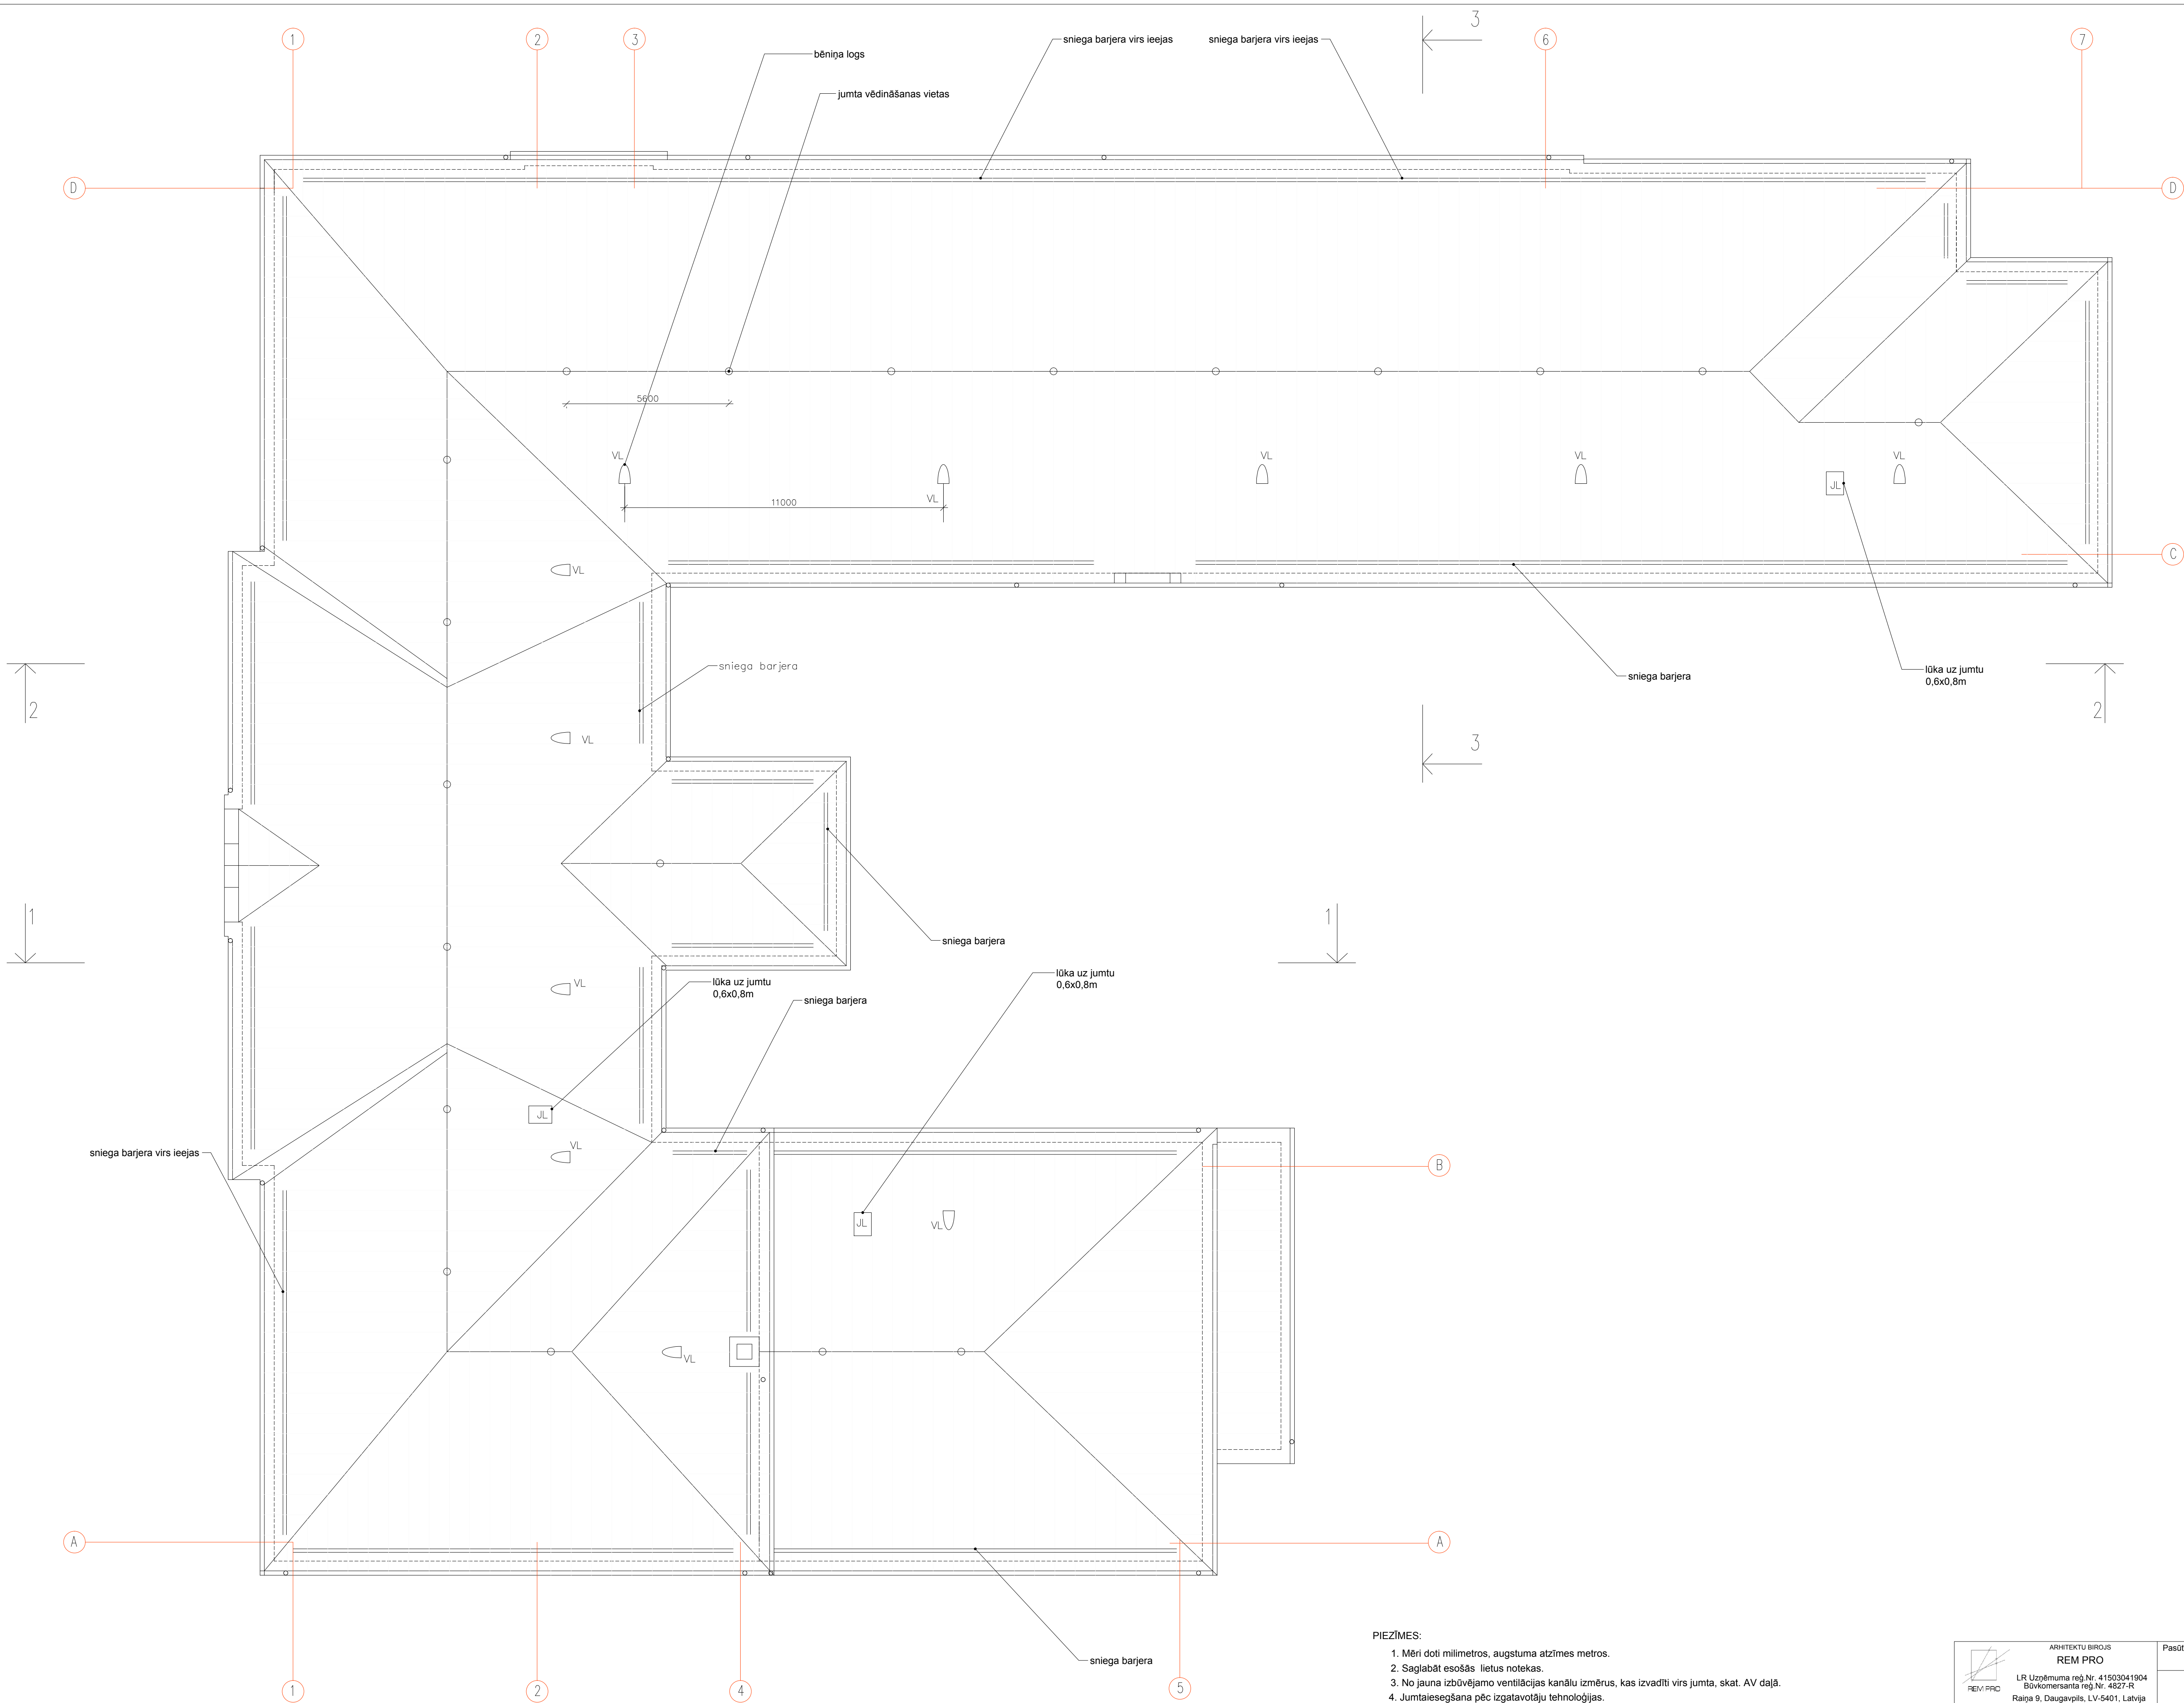 3
1
2
3
6
7
sniega barjera virs ieejas
sniega barjera virs ieejas
bēniņa logs
jumta vēdināšanas vietas
D
D
5600
VL
VL
VL
VL
VL
JL
11000
C
VL
sniega barjera
sniega barjera
lūka uz jumtu
0,6x0,8m
2
2
VL
3
1
1
sniega barjera
lūka uz jumtu
0,6x0,8m
lūka uz jumtu
0,6x0,8m
VL
sniega barjera
JL
VL
sniega barjera virs ieejas
B
JL
VL
VL
A
A
sniega barjera
1
2
4
5
PIEZĪMES:
1. Mēri doti milimetros, augstuma atzīmes metros.
2. Saglabāt esošās lietus notekas.
3. No jauna izbūvējamo ventilācijas kanālu izmērus, kas izvadīti virs jumta, skat. AV daļā.
4. Jumtaiesegšana pēc izgatavotāju tehnoloģijas.
REM PRO
ARHITEKTU BIROJS
REM PRO
LR Uzņēmuma reģ.Nr. 41503041904
Būvkomersanta reģ.Nr. 4827-R
Raiņa 9, Daugavpils, LV-5401, Latvija
Pasūt